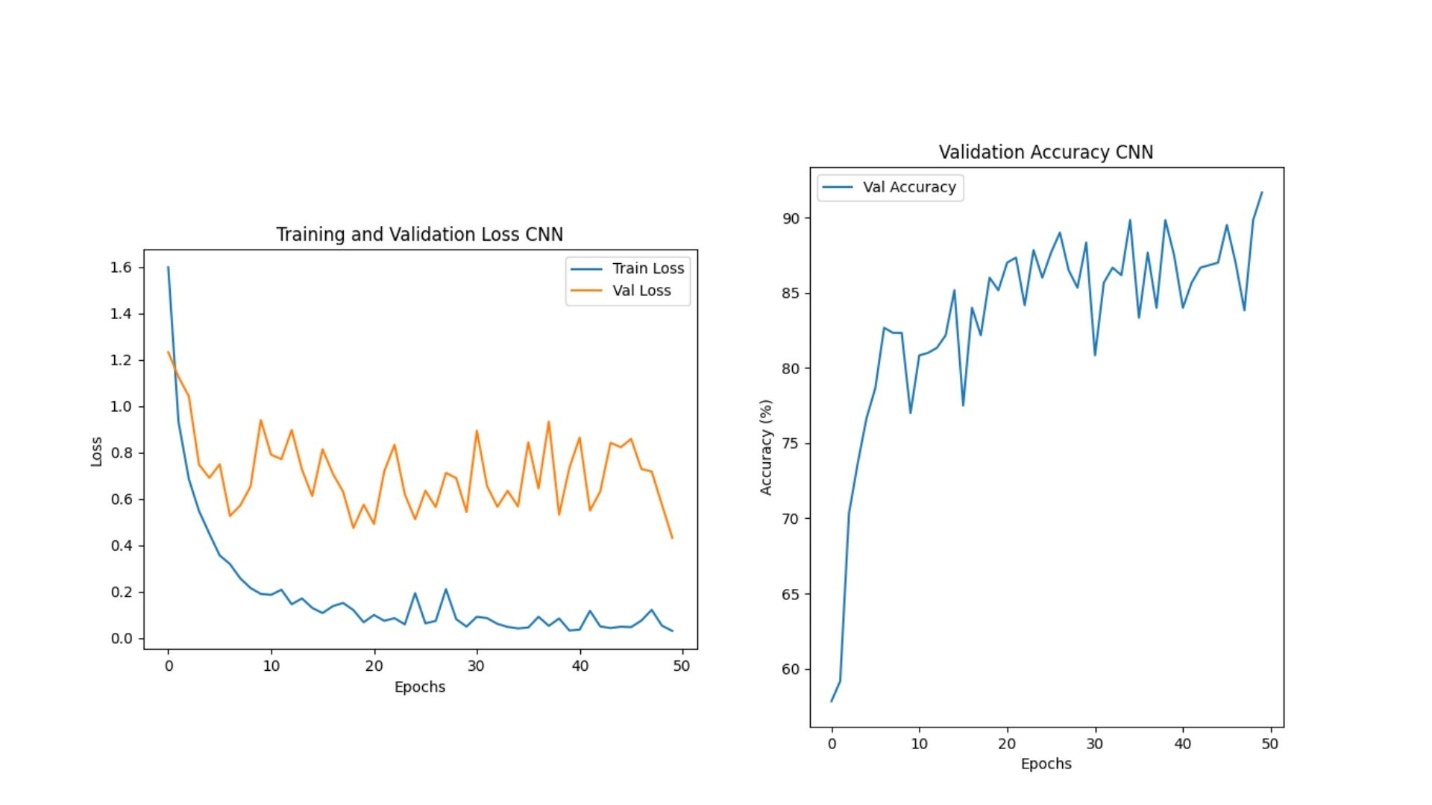 Training and Validation Loss CNN
Train Loss
Val Loss
1.6
1.4
1.2
1.0
0.8
0.6
0.4
0.2
0.0
Loss
0 10 20 30 40 50
Epochs
Validation Accuracy CNN
Val Accuracy
90
85
80
75
70
65
60
Accuracy (%)
0 10 20 30 40 50
Epochs